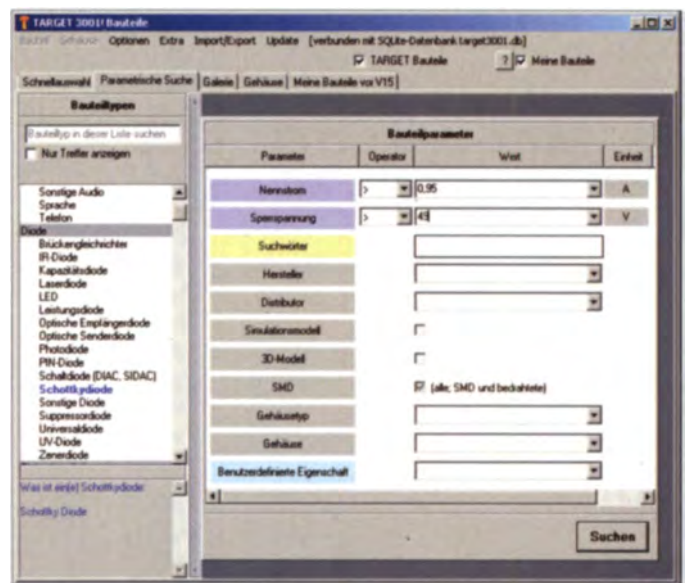 TARGET 3001! Bauteile
Bauteil Gehäuse Optionen Extra Import/Export Update [verbunden mit SQLite-Datenbank target3001.db]
TARGET Bauteile ? Meine Bauteile
Schnellauswahl Parametrische Suche Galerie Gehäuse Meine Bauteile vor V15
Bauteiltypen
Bauteiltyp in dieser Liste suchen
Nur Treffer anzeigen
Sonstige Audio
Sprache
Telefon
Diode
Brückengleichrichter
IR-Diode
Kapazitätsdiode
Laserdiode
LED
Leistungsdiode
Optische Empfängerdiode
Optische Senderdiode
Photodiode
PIN-Diode
Schaltdiode (DIAC, SIDAC)
Schottkydiode
Sonstige Diode
Suppressordiode
Universaldiode
UV-Diode
Zenerdiode
Was ist ein(e) Schottkydiode:
Schottky Diode
Bauteilparameter
Parameter Operator Wert Einheit
Nennstrom > 0,95 A
Sperrspannung > 49 V
Suchwörter
Hersteller
Distributor
Simulationsmodell
3D-Modell
SMD (alle, SMD und bedrahtete)
Gehäusetyp
Gehäuse
Benutzerdefinierte Eigenschaft
Suchen